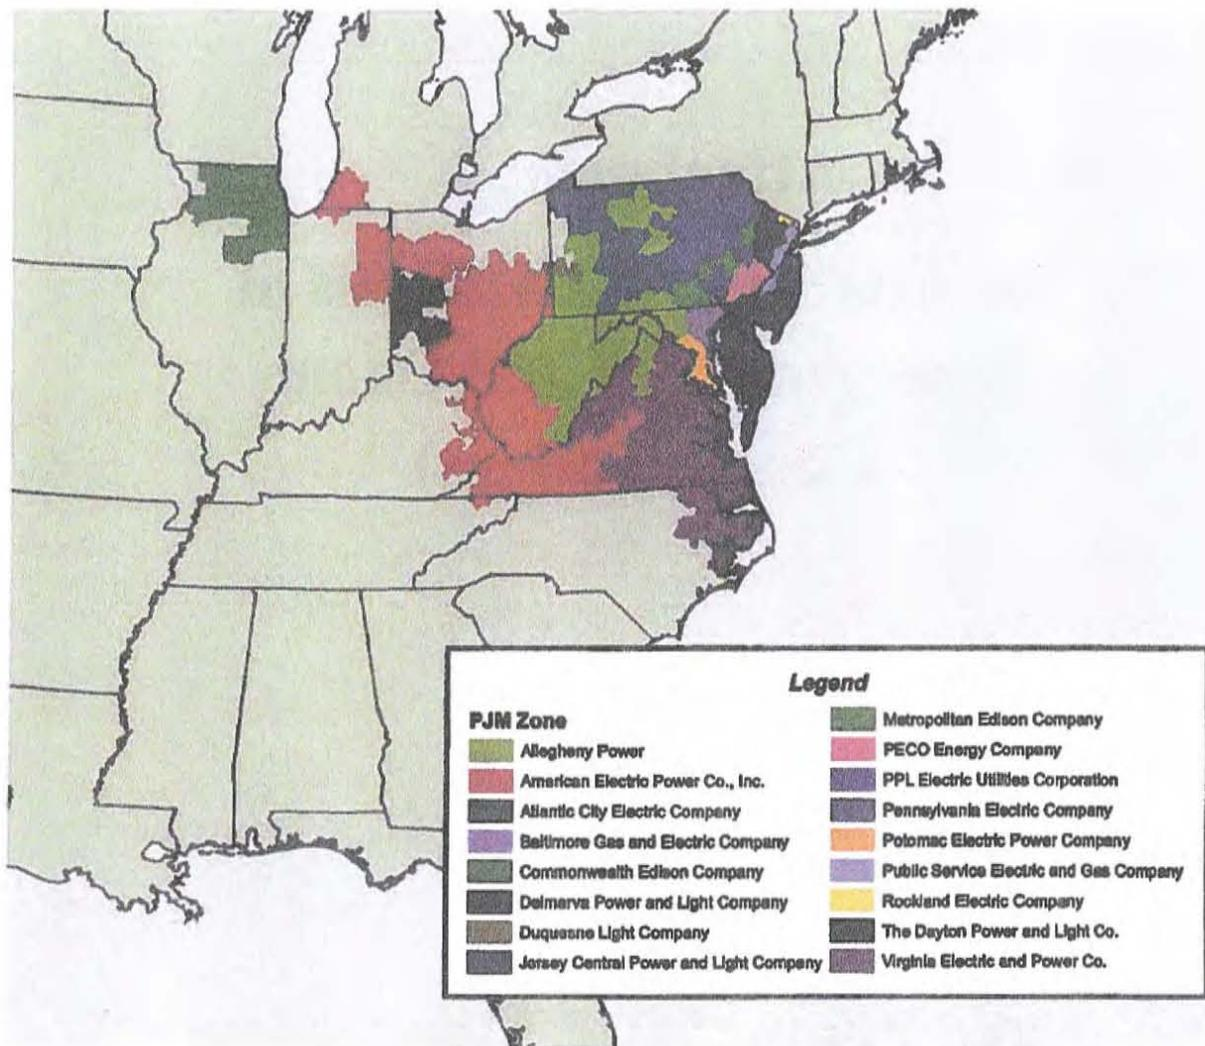 Legend
PJM Zone
Allegheny Power
American Electric Power Co., Inc.
Atlantic City Electric Company
Baltimore Gas and Electric Company
Commonwealth Edison Company
Delmarva Power and Light Company
Duquesne Light Company
Jersey Central Power and Light Company
Metropolitan Edison Company
PECO Energy Company
PPL Electric Utilities Corporation
Pennsylvania Electric Company
Potomac Electric Power Company
Public Service Electric and Gas Company
Rockland Electric Company
The Dayton Power and Light Co.
Virginia Electric and Power Co.